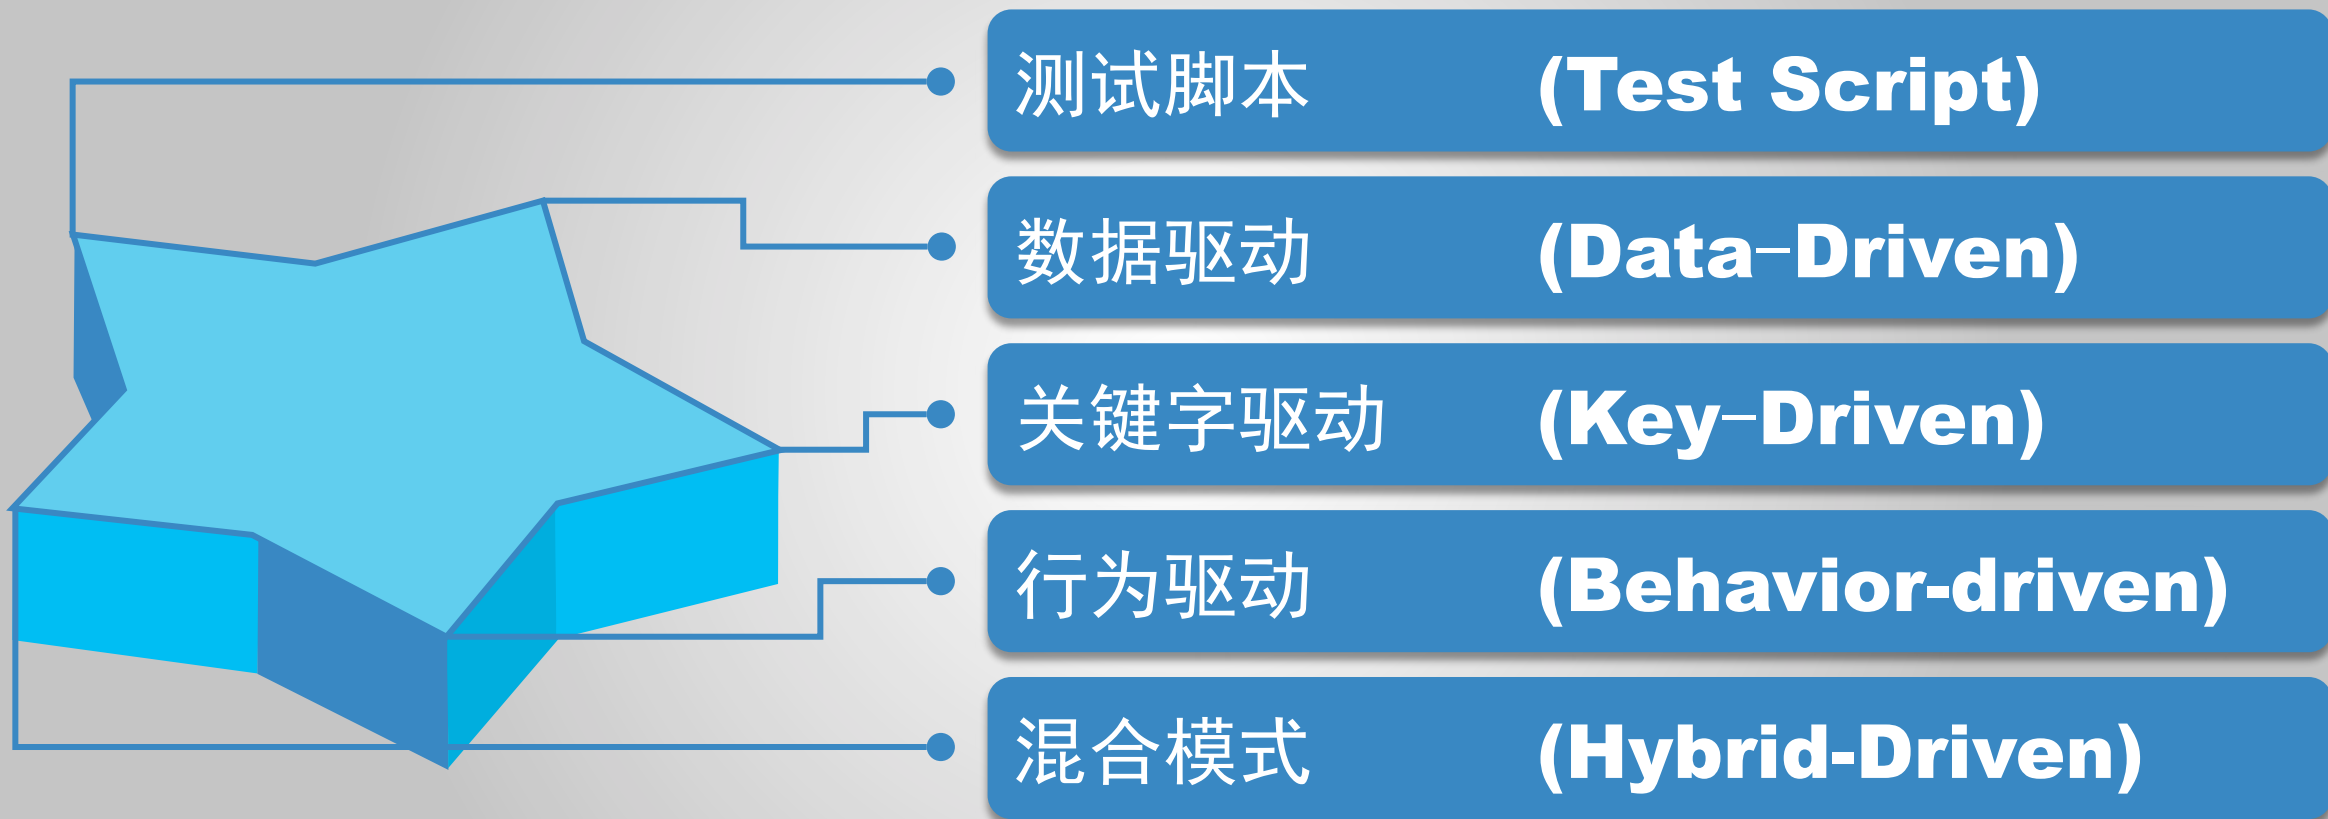 测试脚本 (Test Script)
数据驱动 (Data–Driven)
关键字驱动 (Key–Driven)
行为驱动 (Behavior-driven)
混合模式 (Hybrid-Driven)